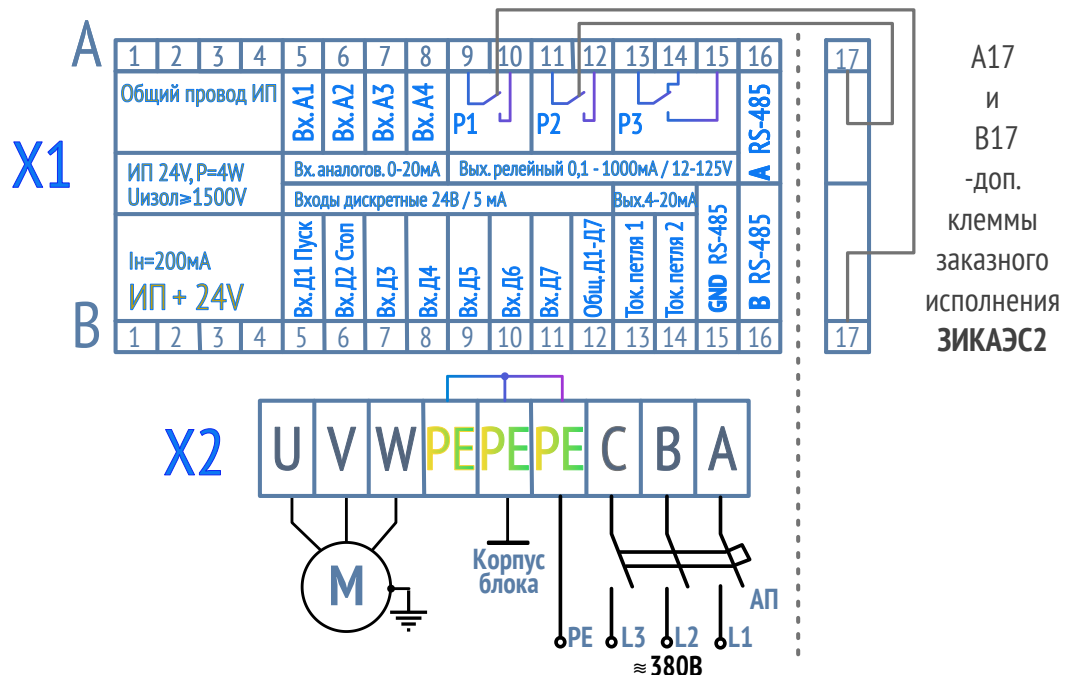 A
1 2 3 4 5 6 7 8 9 10 11 12 13 14 15 16
17
Общий провод ИП
Вх. А1
Вх. А2
Вх. А3
Вх. А4
Р1
Р2
Р3
A RS-485
X1
ИП 24V, P=4W
Uизол≥1500V
Вх. аналогов. 0-20мА
Вых. релейный 0,1 - 1000мА / 12-125V
Входы дискретные 24В / 5 мА
Вых.4-20мА
Iн=200мА
ИП + 24V
Вх. Д1 Пуск
Вх. Д2 Стоп
Вх. Д3
Вх. Д4
Вх. Д5
Вх. Д6
Вх. Д7
Общ. Д1-Д7
Ток. петля 1
Ток. петля 2
GND RS-485
B RS-485
B
1 2 3 4 5 6 7 8 9 10 11 12 13 14 15 16
17
А17
и
В17
-доп.
клеммы
заказного
исполнения
ЗИКАЭС2
X2
U V W PE PE PE C B A
M
Корпус
блока
АП
PE L3 L2 L1
≋380В